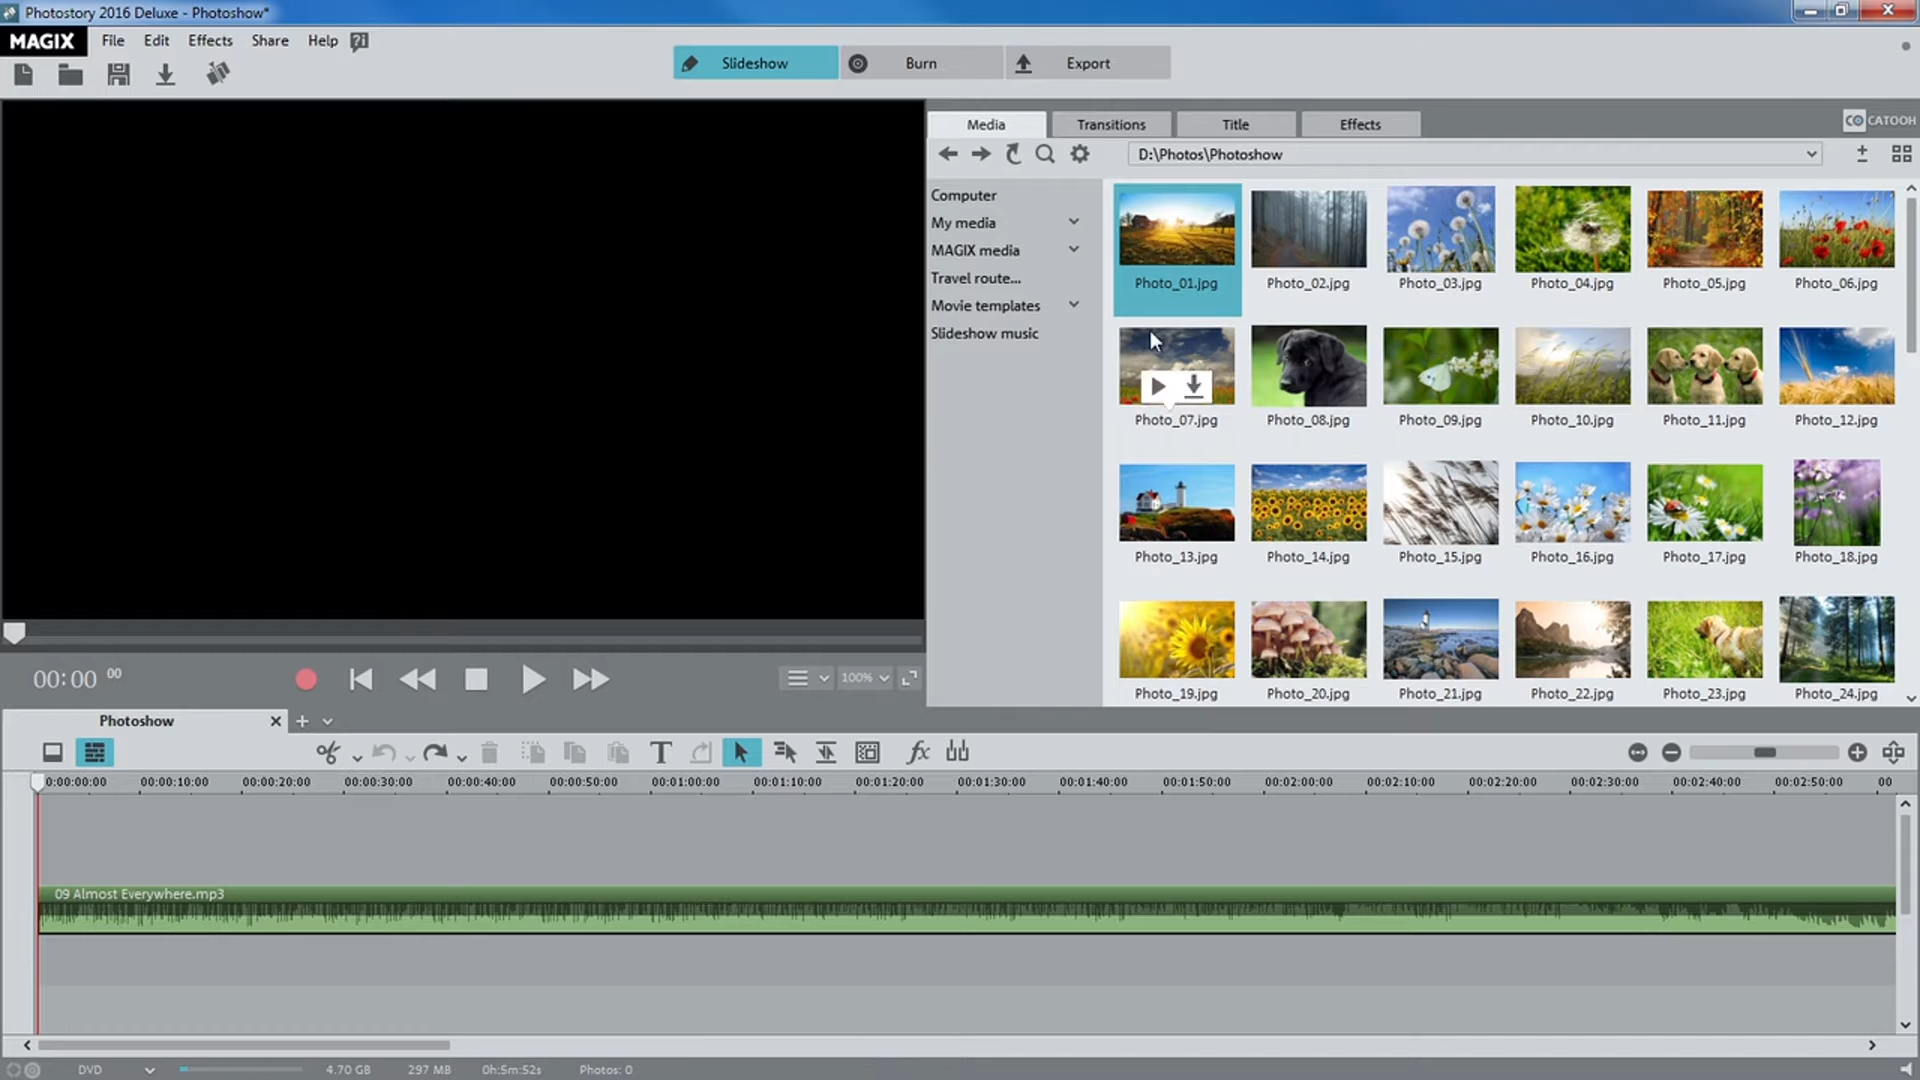 Photostory 2016 Deluxe - Photoshow*
MAGIX File Edit Effects Share Help ?!
Slideshow Burn Export
Media Transitions Title Effects CATOOH
D:\Photos\Photoshow
Computer
My media
MAGIX media
Travel route...
Movie templates
Slideshow music
Photo_01.jpg Photo_02.jpg Photo_03.jpg Photo_04.jpg Photo_05.jpg Photo_06.jpg
Photo_07.jpg Photo_08.jpg Photo_09.jpg Photo_10.jpg Photo_11.jpg Photo_12.jpg
Photo_13.jpg Photo_14.jpg Photo_15.jpg Photo_16.jpg Photo_17.jpg Photo_18.jpg
Photo_19.jpg Photo_20.jpg Photo_21.jpg Photo_22.jpg Photo_23.jpg Photo_24.jpg
00:00 00 100%
Photoshow
T fx
0:00:00:00 00:00:10:00 00:00:20:00 00:00:30:00 00:00:40:00 00:00:50:00 00:01:00:00 00:01:10:00 00:01:20:00 00:01:30:00 00:01:40:00 00:01:50:00 00:02:00:00 00:02:10:00 00:02:20:00 00:02:30:00 00:02:40:00 00:02:50:00 00
09 Almost Everywhere.mp3
DVD 4.70 GB 297 MB 0h:5m:52s Photos: 0